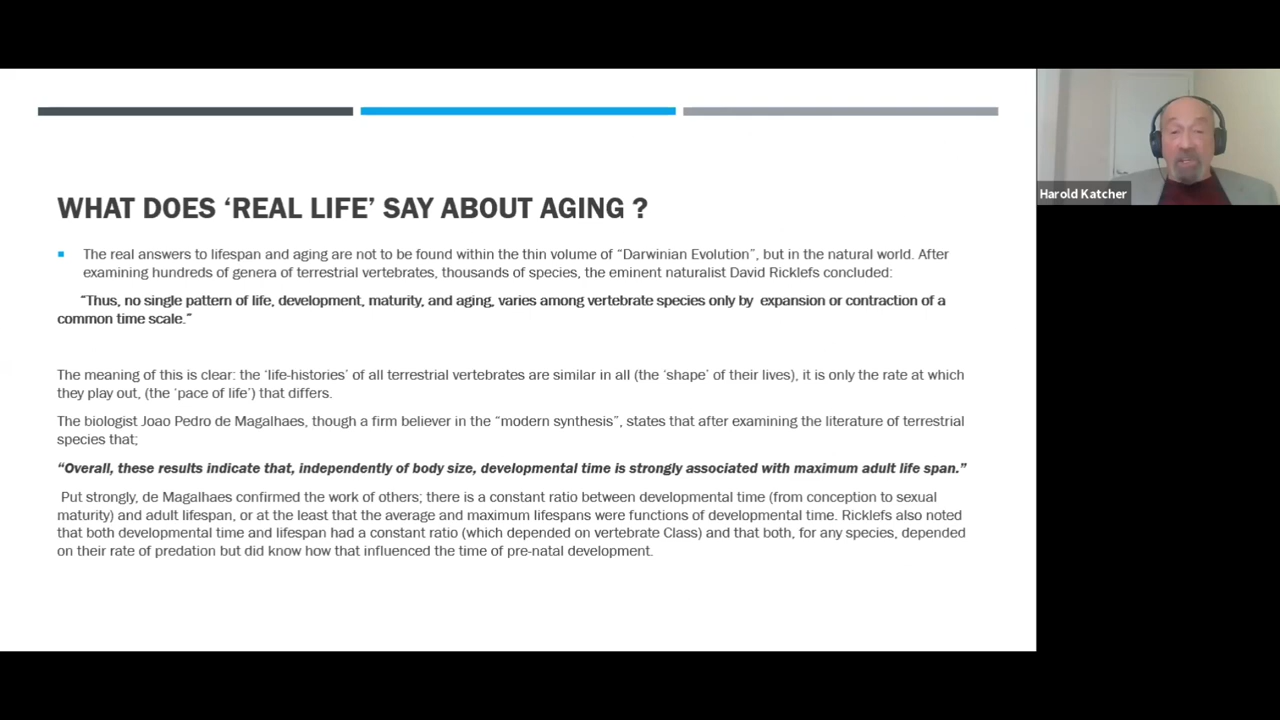 WHAT DOES ‘REAL LIFE’ SAY ABOUT AGING ?
The real answers to lifespan and aging are not to be found within the thin volume of “Darwinian Evolution”, but in the natural world. After
examining hundreds of genera of terrestrial vertebrates, thousands of species, the eminent naturalist David Ricklefs concluded:
“Thus, no single pattern of life, development, maturity, and aging, varies among vertebrate species only by expansion or contraction of a
common time scale.”
The meaning of this is clear: the ‘life-histories’ of all terrestrial vertebrates are similar in all (the ‘shape’ of their lives), it is only the rate at which
they play out, (the ‘pace of life’) that differs.
The biologist Joao Pedro de Magalhaes, though a firm believer in the “modern synthesis”, states that after examining the literature of terrestrial
species that;
“Overall, these results indicate that, independently of body size, developmental time is strongly associated with maximum adult life span.”
Put strongly, de Magalhaes confirmed the work of others; there is a constant ratio between developmental time (from conception to sexual
maturity) and adult lifespan, or at the least that the average and maximum lifespans were functions of developmental time. Ricklefs also noted
that both developmental time and lifespan had a constant ratio (which depended on vertebrate Class) and that both, for any species, depended
on their rate of predation but did know how that influenced the time of pre-natal development.
Harold Katcher